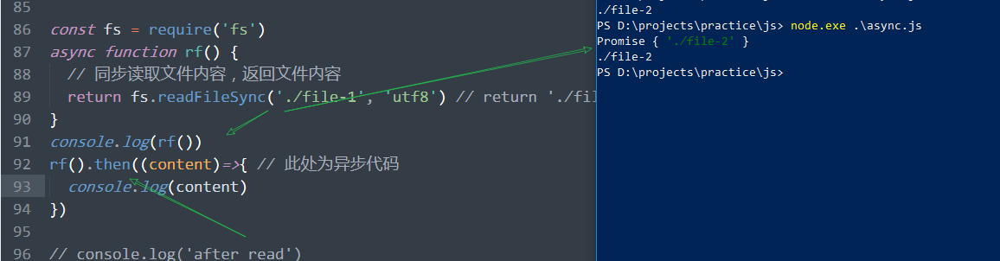 85
86 const fs = require('fs')
87 async function rf() {
88 // 同步读取文件内容，返回文件内容
89 return fs.readFileSync('./file-1', 'utf8') // return './fil
90 }
91 console.log(rf())
92 rf().then((content)=>{ // 此处为异步代码
93 console.log(content)
94 })
95
96 // console.log('after read')
./file-2
PS D:\projects\practice\js> node.exe .\async.js
Promise { './file-2' }
./file-2
PS D:\projects\practice\js>